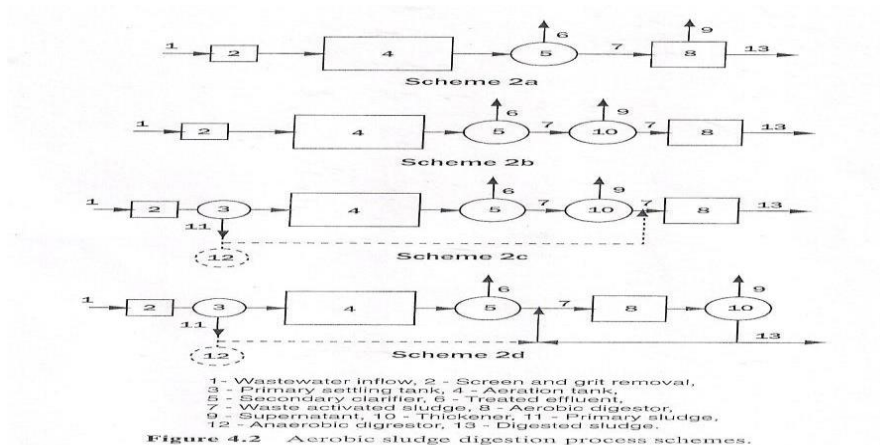 6 9
1 2 4 5 7 8 13
Scheme 2a
6 9
1 2 4 5 7 10 7 8 13
Scheme 2b
6 9
1 2 3 4 5 7 10 7 8 13
11
12
Scheme 2c
6 9
1 2 3 4 5 7 8 10
11 13
12
Scheme 2d
1 - Wastewater inflow, 2 - Screen and grit removal,
3 - Primary settling tank, 4 - Aeration tank,
5 - Secondary clarifier, 6 - Treated effluent,
7 - Waste activated sludge, 8 - Aerobic digestor,
9 - Supernatant, 10 - Thickener, 11 - Primary sludge,
12 - Anaerobic digrestor, 13 - Digested sludge.
Figure 4.2 Aerobic sludge digestion process schemes.